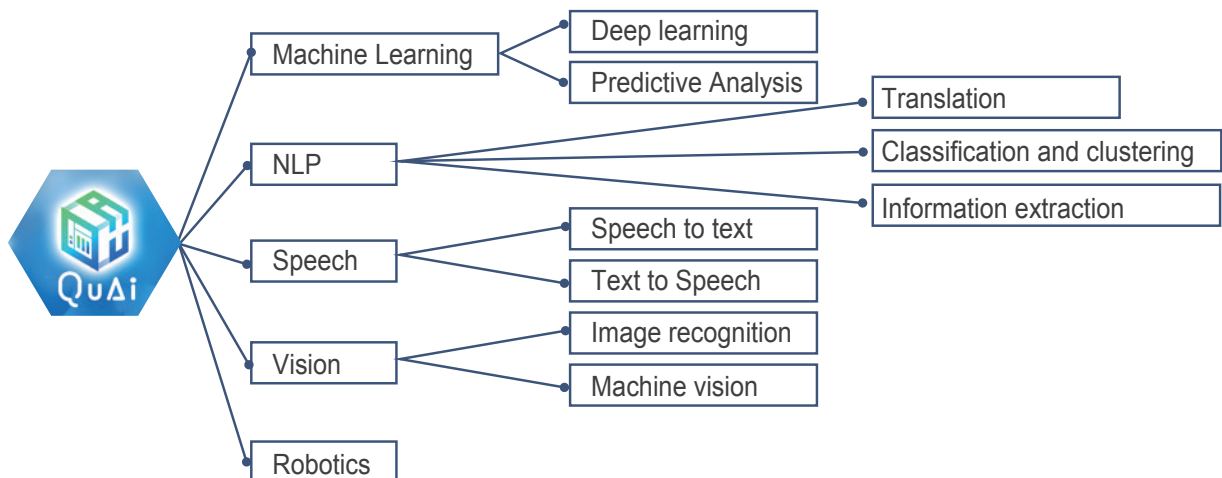 Machine Learning
Deep learning
Predictive Analysis
NLP
Translation
Classification and clustering
Information extraction
QuAi
Speech
Speech to text
Text to Speech
Vision
Image recognition
Machine vision
Robotics